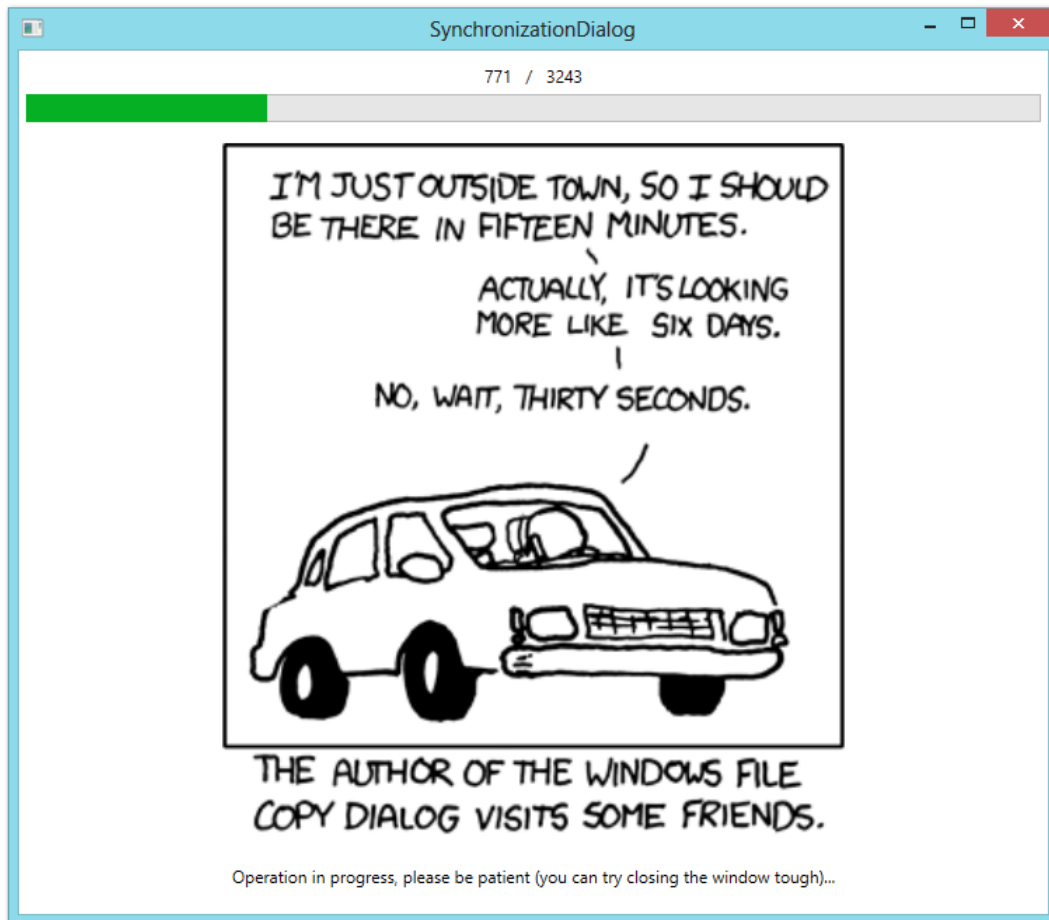 SynchronizationDialog
771 / 3243
I'M JUST OUTSIDE TOWN, SO I SHOULD
BE THERE IN FIFTEEN MINUTES.
ACTUALLY, IT'S LOOKING
MORE LIKE SIX DAYS.
NO, WAIT, THIRTY SECONDS.
THE AUTHOR OF THE WINDOWS FILE
COPY DIALOG VISITS SOME FRIENDS.
Operation in progress, please be patient (you can try closing the window tough)...